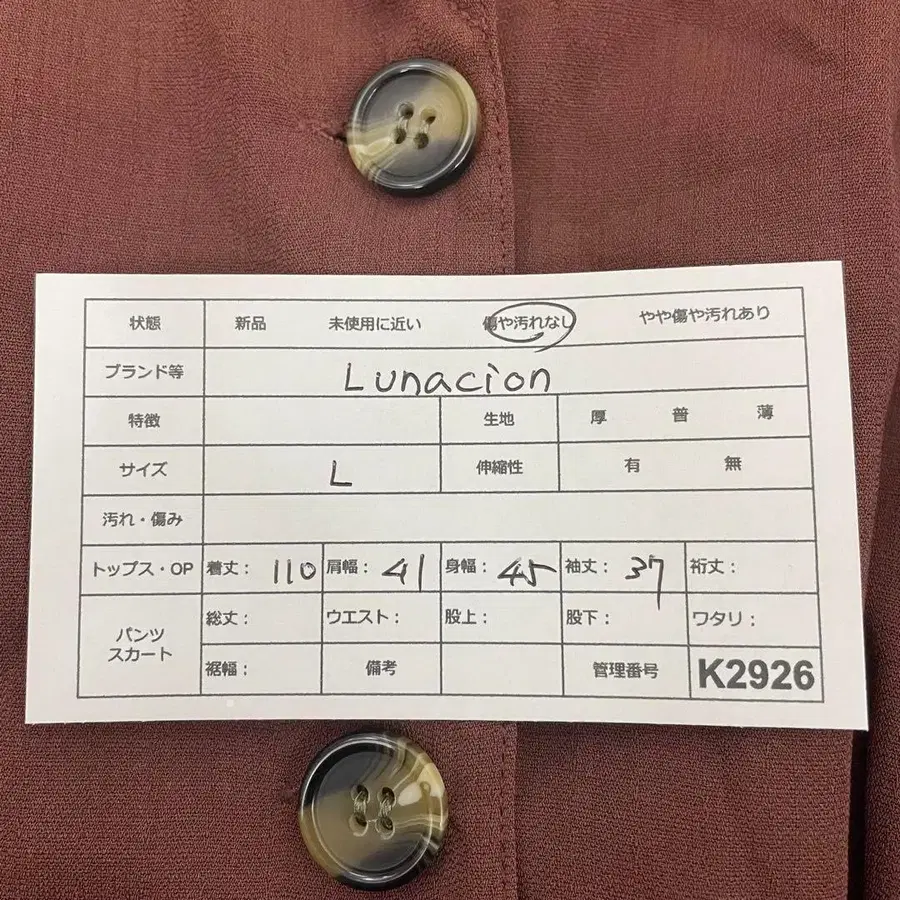 状態 新品 未使用に近い 傷や汚れなし やや傷や汚れあり
ブランド等 Lunacion
特徴 生地 厚 普 薄
サイズ L 伸縮性 有 無
汚れ・傷み
トップス・OP 着丈: 110 肩幅: 41 身幅: 45 袖丈: 37 裄丈:
パンツ スカート 総丈: ウエスト: 股上: 股下: ワタリ:
裾幅: 備考 管理番号 K2926